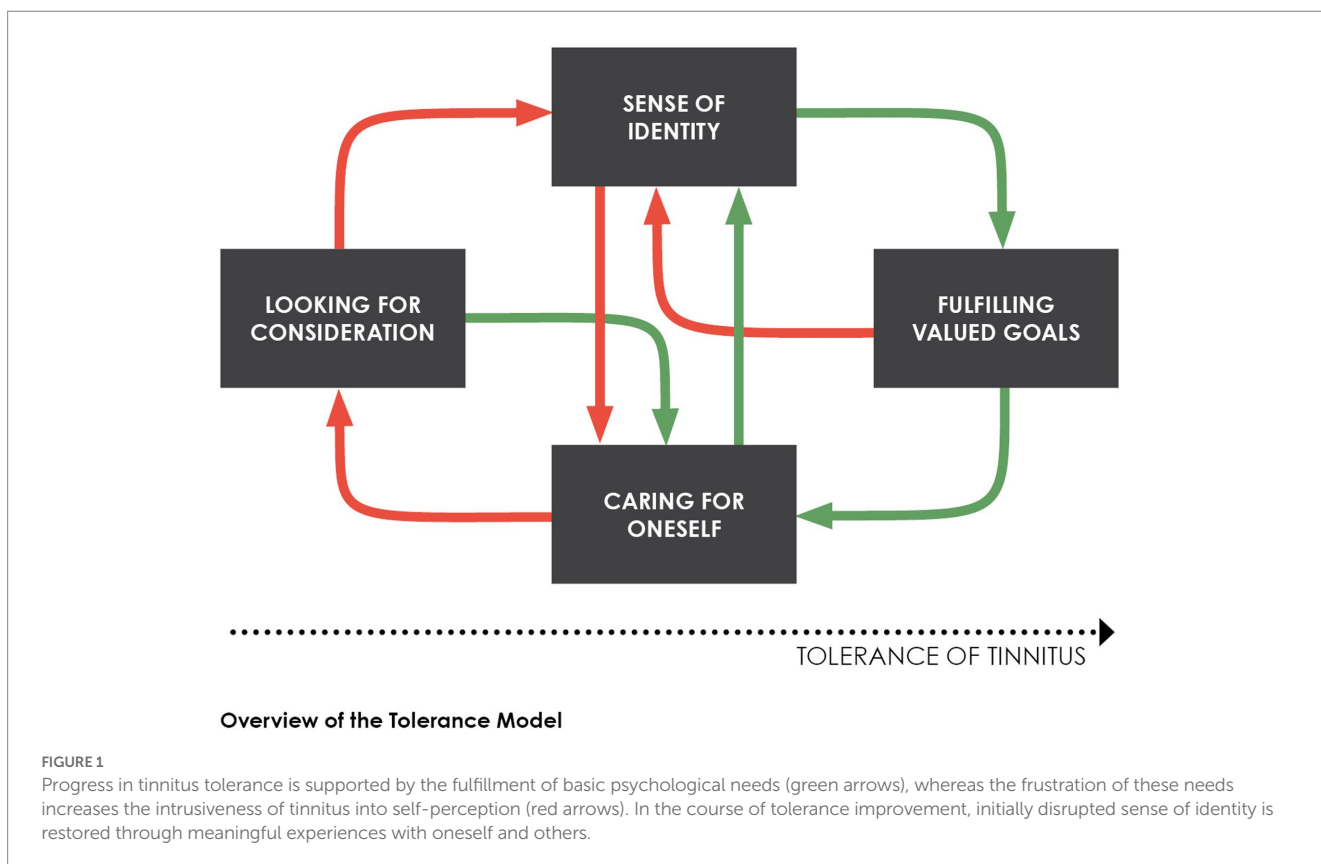 SENSE OF
IDENTITY
LOOKING FOR
CONSIDERATION
FULFILLING
VALUED GOALS
CARING FOR
ONESELF
TOLERANCE OF TINNITUS
Overview of the Tolerance Model
FIGURE 1
Progress in tinnitus tolerance is supported by the fulfillment of basic psychological needs (green arrows), whereas the frustration of these needs
increases the intrusiveness of tinnitus into self-perception (red arrows). In the course of tolerance improvement, initially disrupted sense of identity is
restored through meaningful experiences with oneself and others.